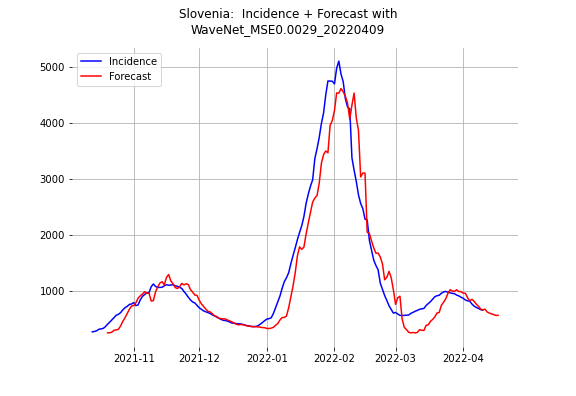 Slovenia:  Incidence + Forecast with
WaveNet_MSE0.0029_20220409
Incidence
Forecast
5000
4000
3000
2000
1000
2021-11
2021-12
2022-01
2022-02
2022-03
2022-04